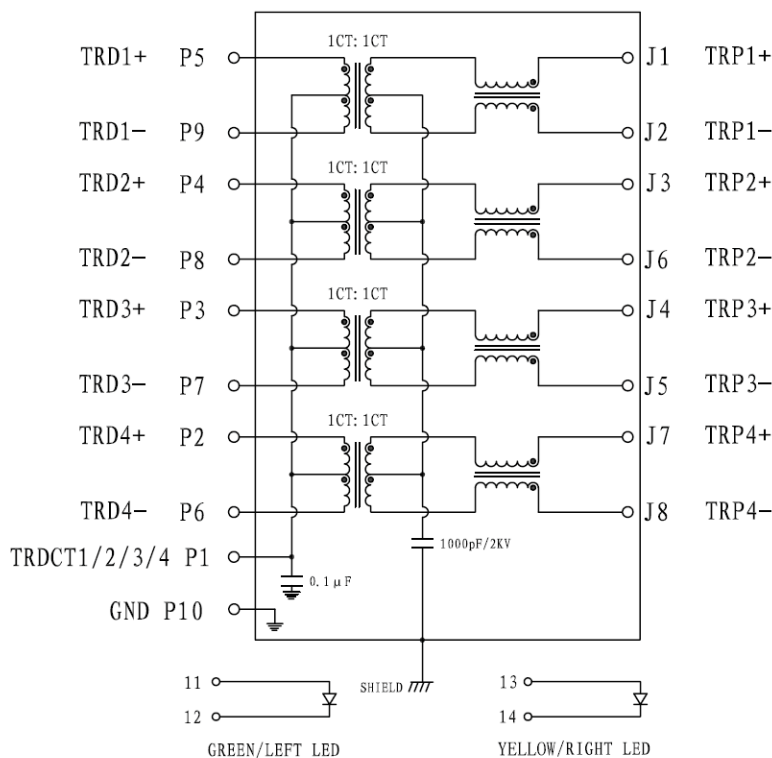 1CT:1CT
TRD1+ P5 J1 TRP1+
TRD1- P9 J2 TRP1-
1CT:1CT
TRD2+ P4 J3 TRP2+
TRD2- P8 J6 TRP2-
1CT:1CT
TRD3+ P3 J4 TRP3+
TRD3- P7 J5 TRP3-
1CT:1CT
TRD4+ P2 J7 TRP4+
TRD4- P6 J8 TRP4-
1000pF/2KV
TRDCT1/2/3/4 P1
0.1μF
GND P10
11
12
GREEN/LEFT LED
SHIELD
13
14
YELLOW/RIGHT LED